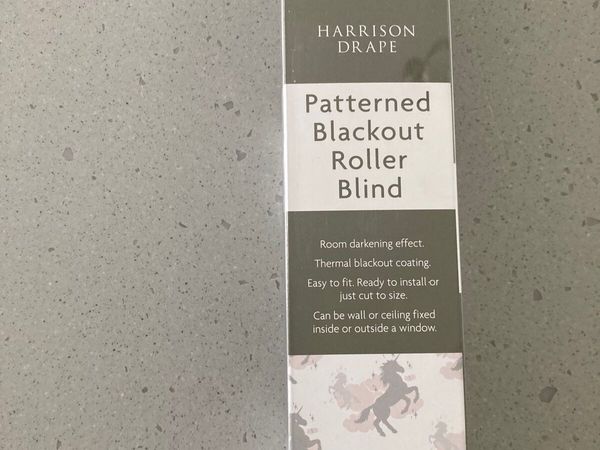 HARRISON
DRAPE
Patterned
Blackout
Roller
Blind
Room darkening effect.
Thermal blackout coating.
Easy to fit. Ready to install or
just cut to size.
Can be wall or ceiling fixed
inside or outside a window.